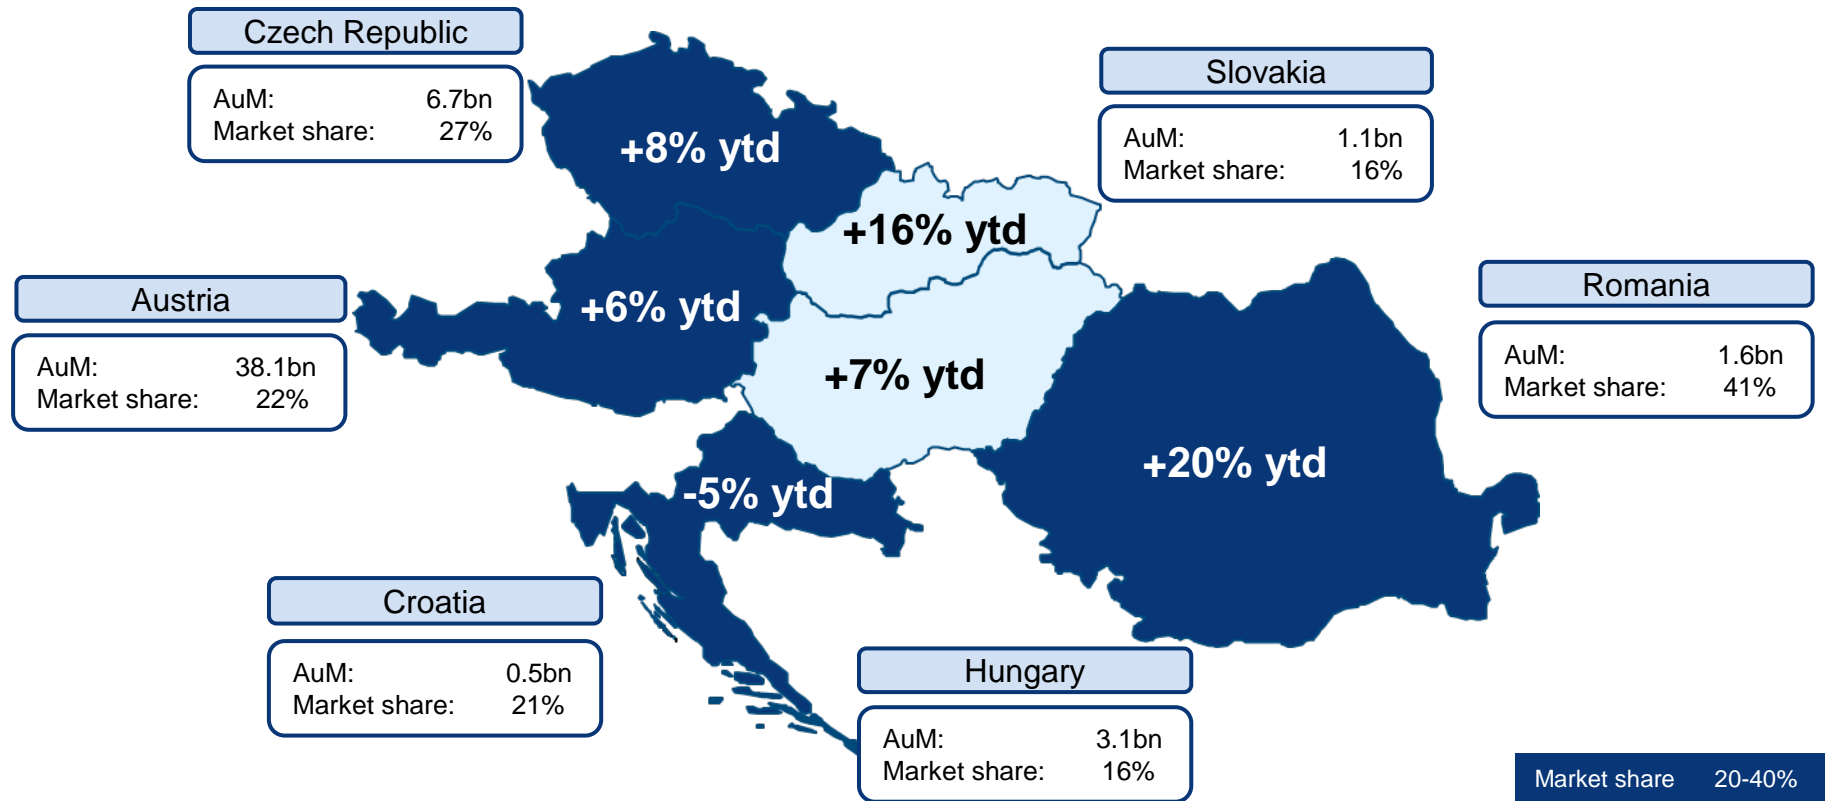 Czech Republic
AuM: 6.7bn
Market share: 27%
+8% ytd
Slovakia
AuM: 1.1bn
Market share: 16%
+16% ytd
Austria
AuM: 38.1bn
Market share: 22%
+6% ytd
Romania
AuM: 1.6bn
Market share: 41%
+7% ytd
+20% ytd
-5% ytd
Croatia
AuM: 0.5bn
Market share: 21%
Hungary
AuM: 3.1bn
Market share: 16%
Market share 20-40%